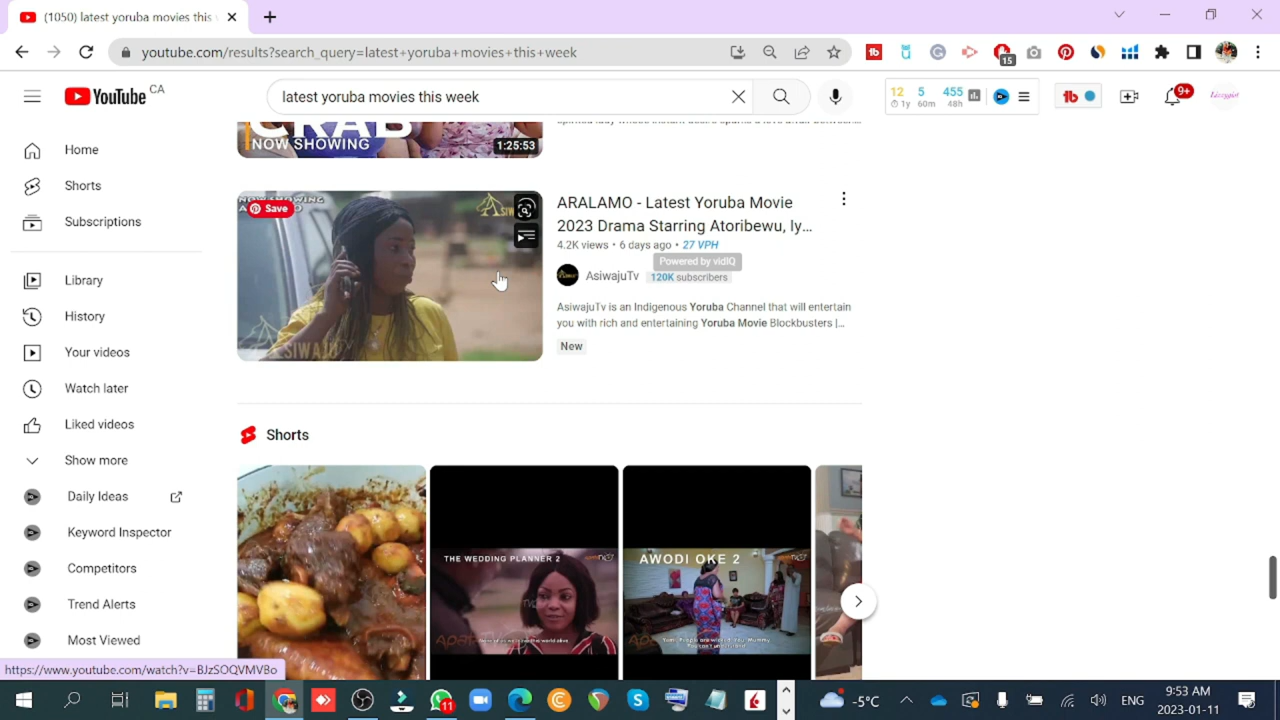 (1050) latest yoruba movies this
youtube.com/results?search_query=latest+yoruba+movies+this+week
15
YouTube CA
latest yoruba movies this week
12 5 455
1y 60m 48h
9+
Home
Shorts
Subscriptions
Library
History
Your videos
Watch later
Liked videos
Show more
Daily Ideas
Keyword Inspector
Competitors
Trend Alerts
Most Viewed
CRAB
NOW SHOWING
1:25:53
Save
ASIWAJU
ARALAMO - Latest Yoruba Movie
2023 Drama Starring Atoribewu, Iy...
4.2K views • 6 days ago • 27 VPH
Powered by vidIQ
AsiwajuTv 120K subscribers
AsiwajuTv is an Indigenous Yoruba Channel that will entertain
you with rich and entertaining Yoruba Movie Blockbusters |...
New
Shorts
THE WEDDING PLANNER 2
AWODI OKE 2
https://www.youtube.com/watch?v=BJzSOQVMVBo
11
-5°C
ENG
9:53 AM
2023-01-11